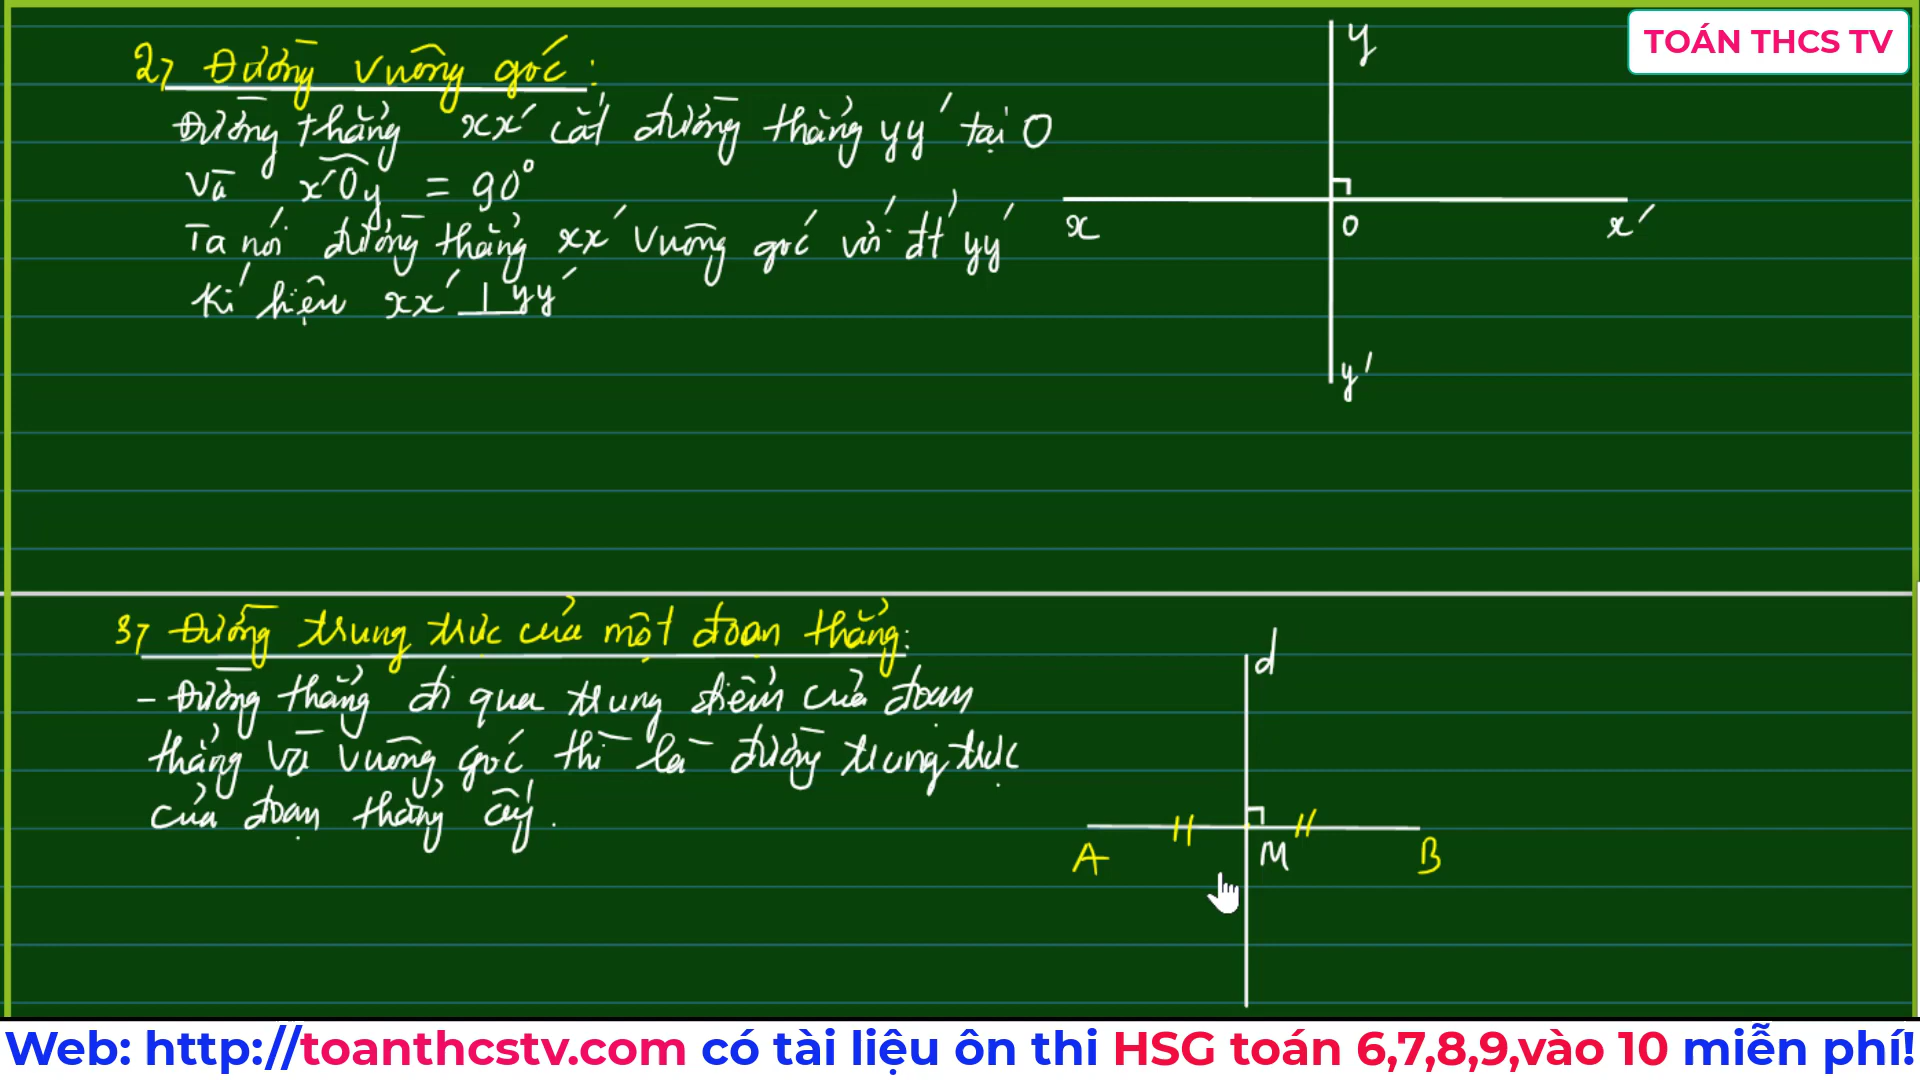 TOÁN THCS TV
2, Đường vuông góc:
Đường thẳng xx' cắt đường thẳng yy' tại O
Và x'Oy = 90°
Ta nói đường thẳng xx' vuông góc với đt yy'
Kí hiệu xx' ⊥ yy'
y
x O x'
y'
3, Đường trung trực của một đoạn thẳng:
- Đường thẳng đi qua trung điểm của đoạn
thẳng và vuông góc thì là đường trung trực
của đoạn thẳng ấy.
d
A M B
Web: http://toanthcstv.com có tài liệu ôn thi HSG toán 6,7,8,9,vào 10 miễn phí!